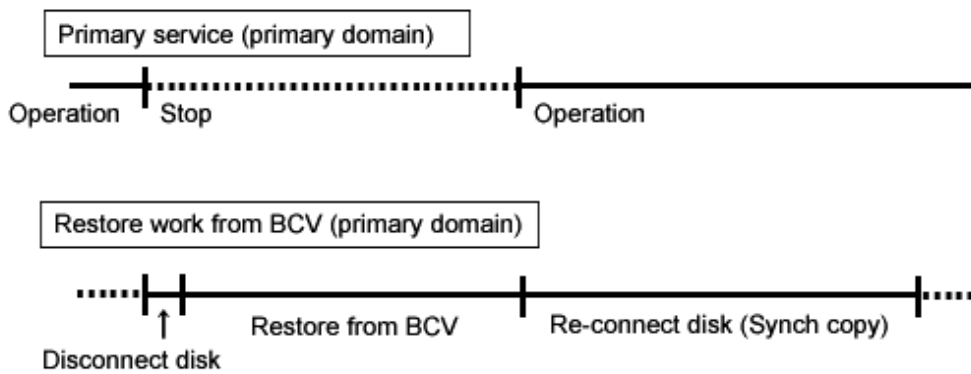 Primary service (primary domain)
Operation Stop Operation
Restore work from BCV (primary domain)
Restore from BCV Re-connect disk (Synch copy)
Disconnect disk